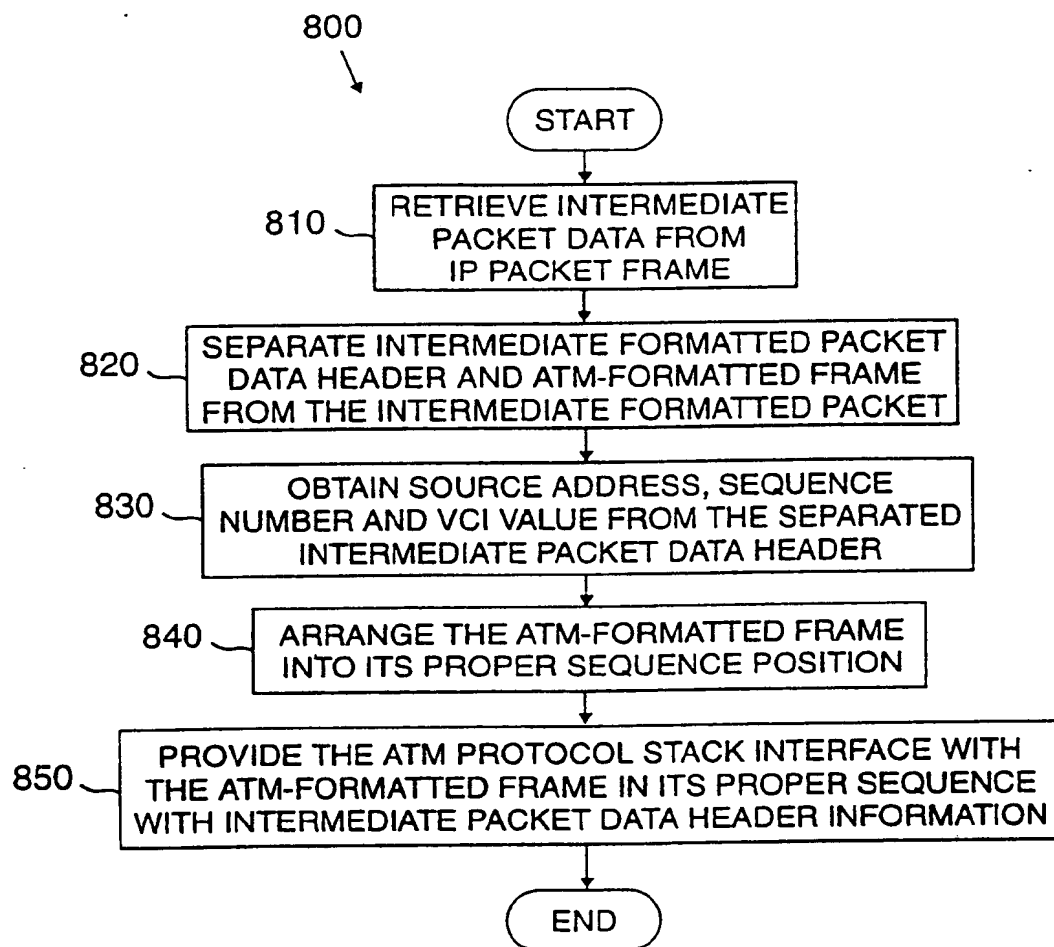 800
START
810
RETRIEVE INTERMEDIATE
PACKET DATA FROM
IP PACKET FRAME
820
SEPARATE INTERMEDIATE FORMATTED PACKET
DATA HEADER AND ATM-FORMATTED FRAME
FROM THE INTERMEDIATE FORMATTED PACKET
830
OBTAIN SOURCE ADDRESS, SEQUENCE
NUMBER AND VCI VALUE FROM THE SEPARATED
INTERMEDIATE PACKET DATA HEADER
840
ARRANGE THE ATM-FORMATTED FRAME
INTO ITS PROPER SEQUENCE POSITION
850
PROVIDE THE ATM PROTOCOL STACK INTERFACE WITH
THE ATM-FORMATTED FRAME IN ITS PROPER SEQUENCE
WITH INTERMEDIATE PACKET DATA HEADER INFORMATION
END